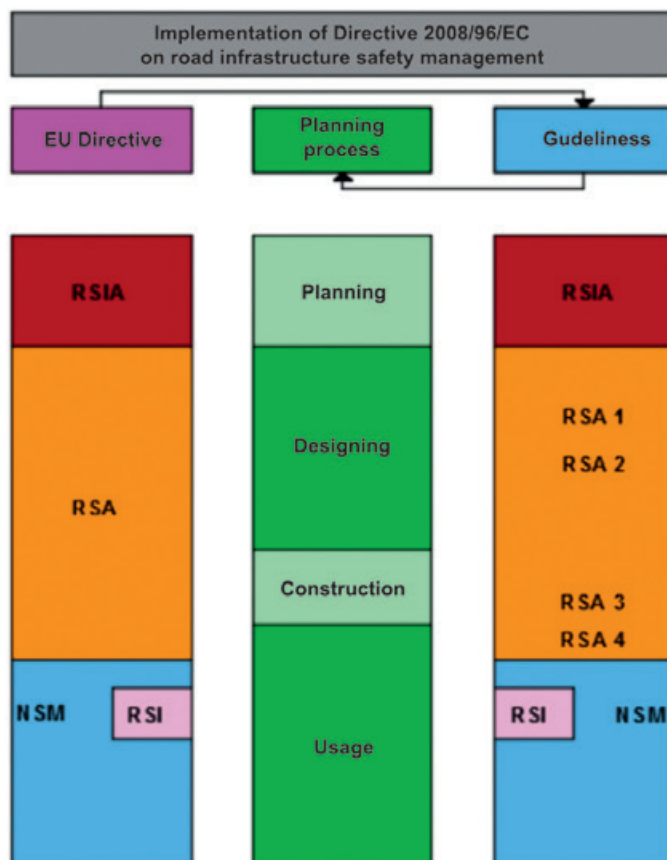 Implementation of Directive 2008/96/EC
on road infrastructure safety management
EU Directive
Planning
process
Gudeliness
RSIA
Planning
RSIA
Designing
RSA 1
RSA 2
RSA
Construction
RSA 3
RSA 4
NSM
RSI
Usage
RSI
NSM